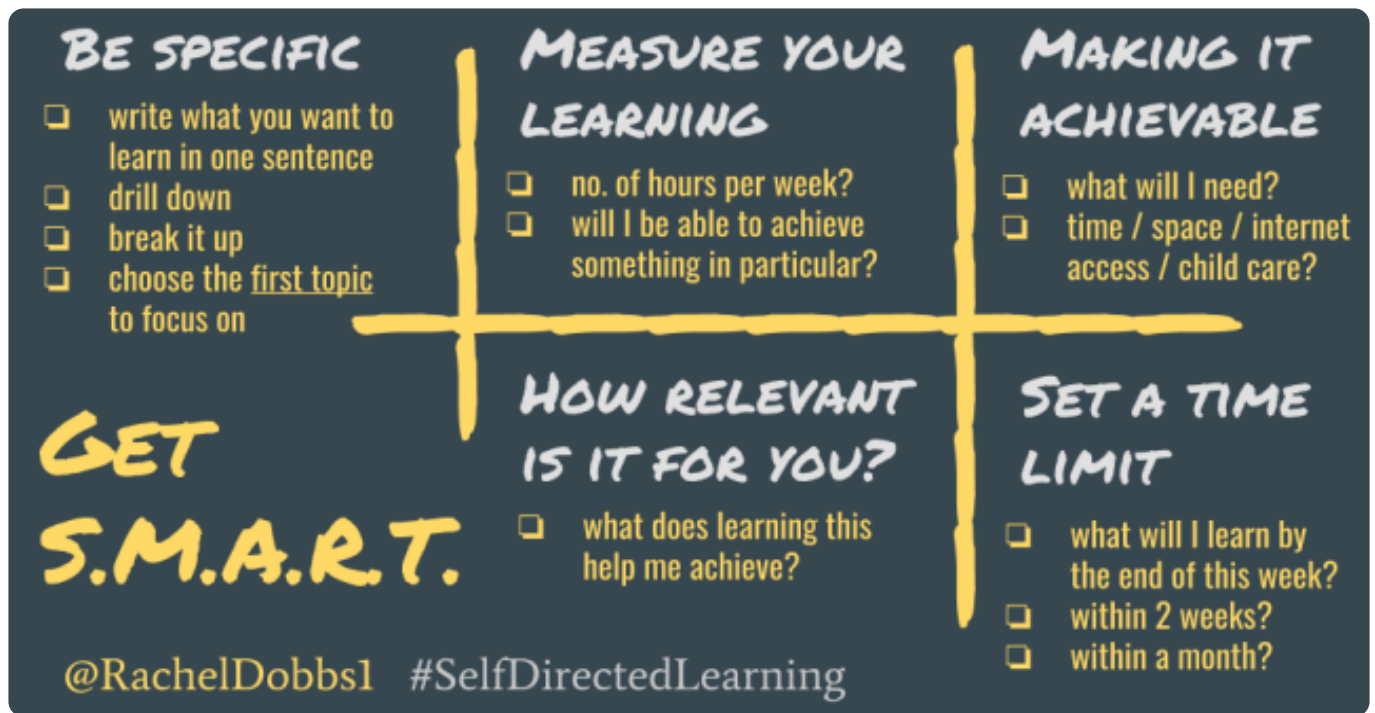 Be specific
❏ write what you want to
learn in one sentence
❏ drill down
❏ break it up
❏ choose the first topic
to focus on
Measure your
learning
❏ no. of hours per week?
❏ will I be able to achieve
something in particular?
Making it
achievable
❏ what will I need?
❏ time / space / internet
access / child care?
Get
S.M.A.R.T.
How relevant
is it for you?
❏ what does learning this
help me achieve?
Set a time
limit
❏ what will I learn by
the end of this week?
❏ within 2 weeks?
❏ within a month?
@RachelDobbs1 #SelfDirectedLearning